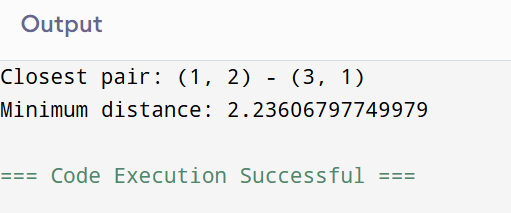 Output
Closest pair: (1, 2) - (3, 1)
Minimum distance: 2.23606797749979
=== Code Execution Successful ===